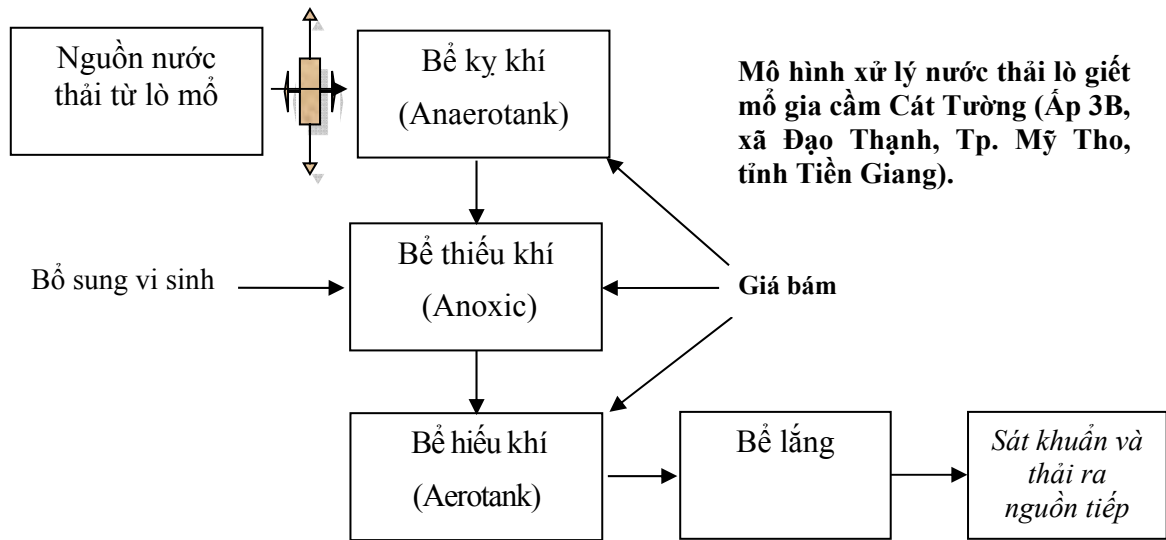 Nguồn nước
thải từ lò mổ
Bể kỵ khí
(Anaerotank)
Mô hình xử lý nước thải lò giết
mổ gia cầm Cát Tường (Ấp 3B,
xã Đạo Thạnh, Tp. Mỹ Tho,
tỉnh Tiền Giang).
Bổ sung vi sinh
Bể thiếu khí
(Anoxic)
Giá bám
Bể hiếu khí
(Aerotank)
Bể lắng
Sát khuẩn và
thải ra
nguồn tiếp